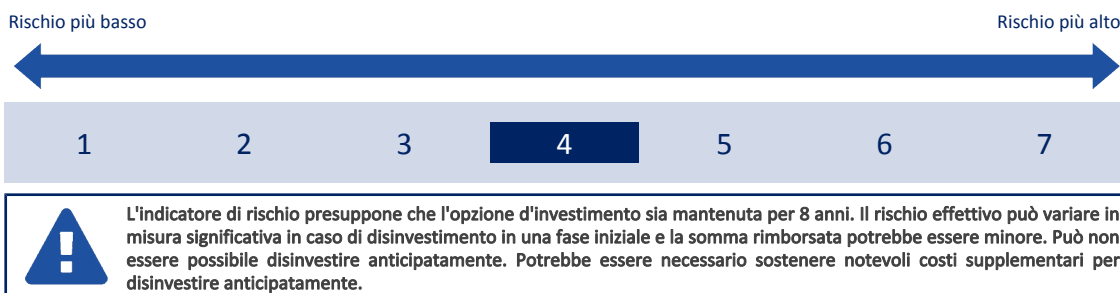 Rischio più basso Rischio più alto
1 2 3 4 5 6 7
L'indicatore di rischio presuppone che l'opzione d'investimento sia mantenuta per 8 anni. Il rischio effettivo può variare in
misura significativa in caso di disinvestimento in una fase iniziale e la somma rimborsata potrebbe essere minore. Può non
essere possibile disinvestire anticipatamente. Potrebbe essere necessario sostenere notevoli costi supplementari per
disinvestire anticipatamente.